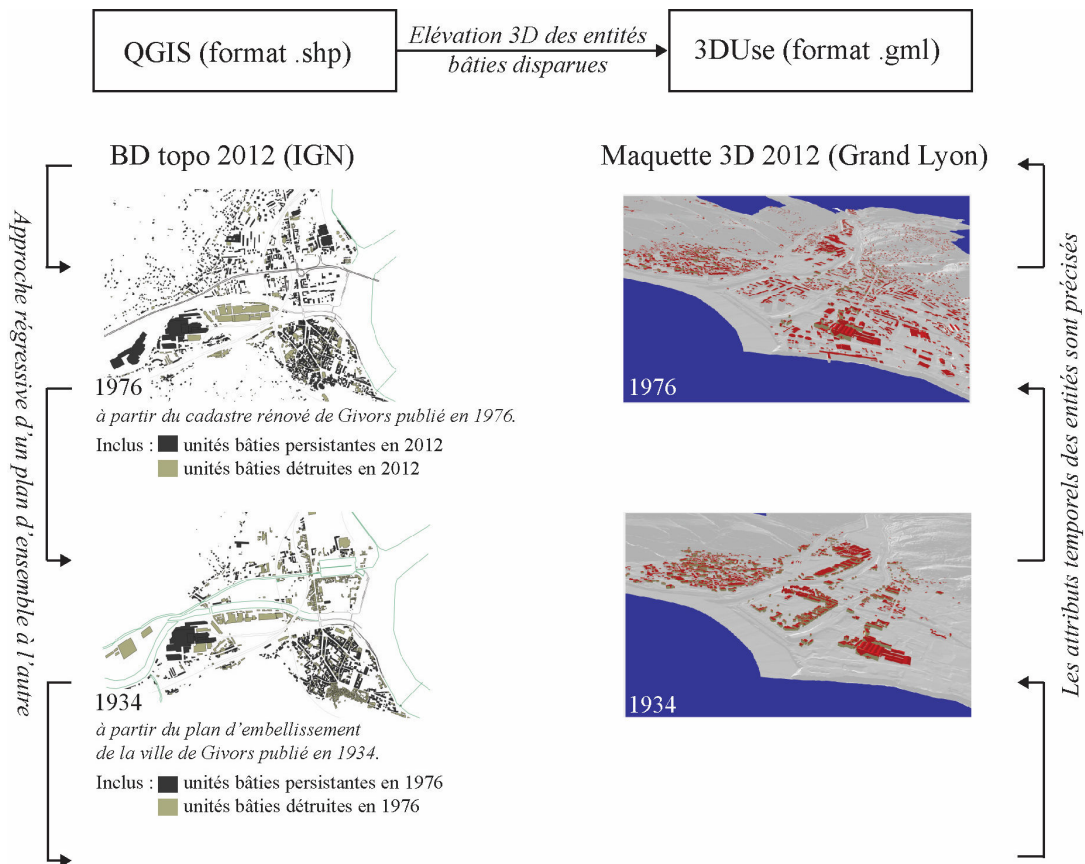 QGIS (format .shp)
Elévation 3D des entités
bâties disparues
3DUse (format .gml)
BD topo 2012 (IGN)
Maquette 3D 2012 (Grand Lyon)
Approche régressive d'un plan d'ensemble à l'autre
Les attributs temporels des entités sont précisés
1976
à partir du cadastre rénové de Givors publié en 1976.
Inclus : unités bâties persistantes en 2012
unités bâties détruites en 2012
1976
1934
à partir du plan d'embellissement
de la ville de Givors publié en 1934.
Inclus : unités bâties persistantes en 1976
unités bâties détruites en 1976
1934